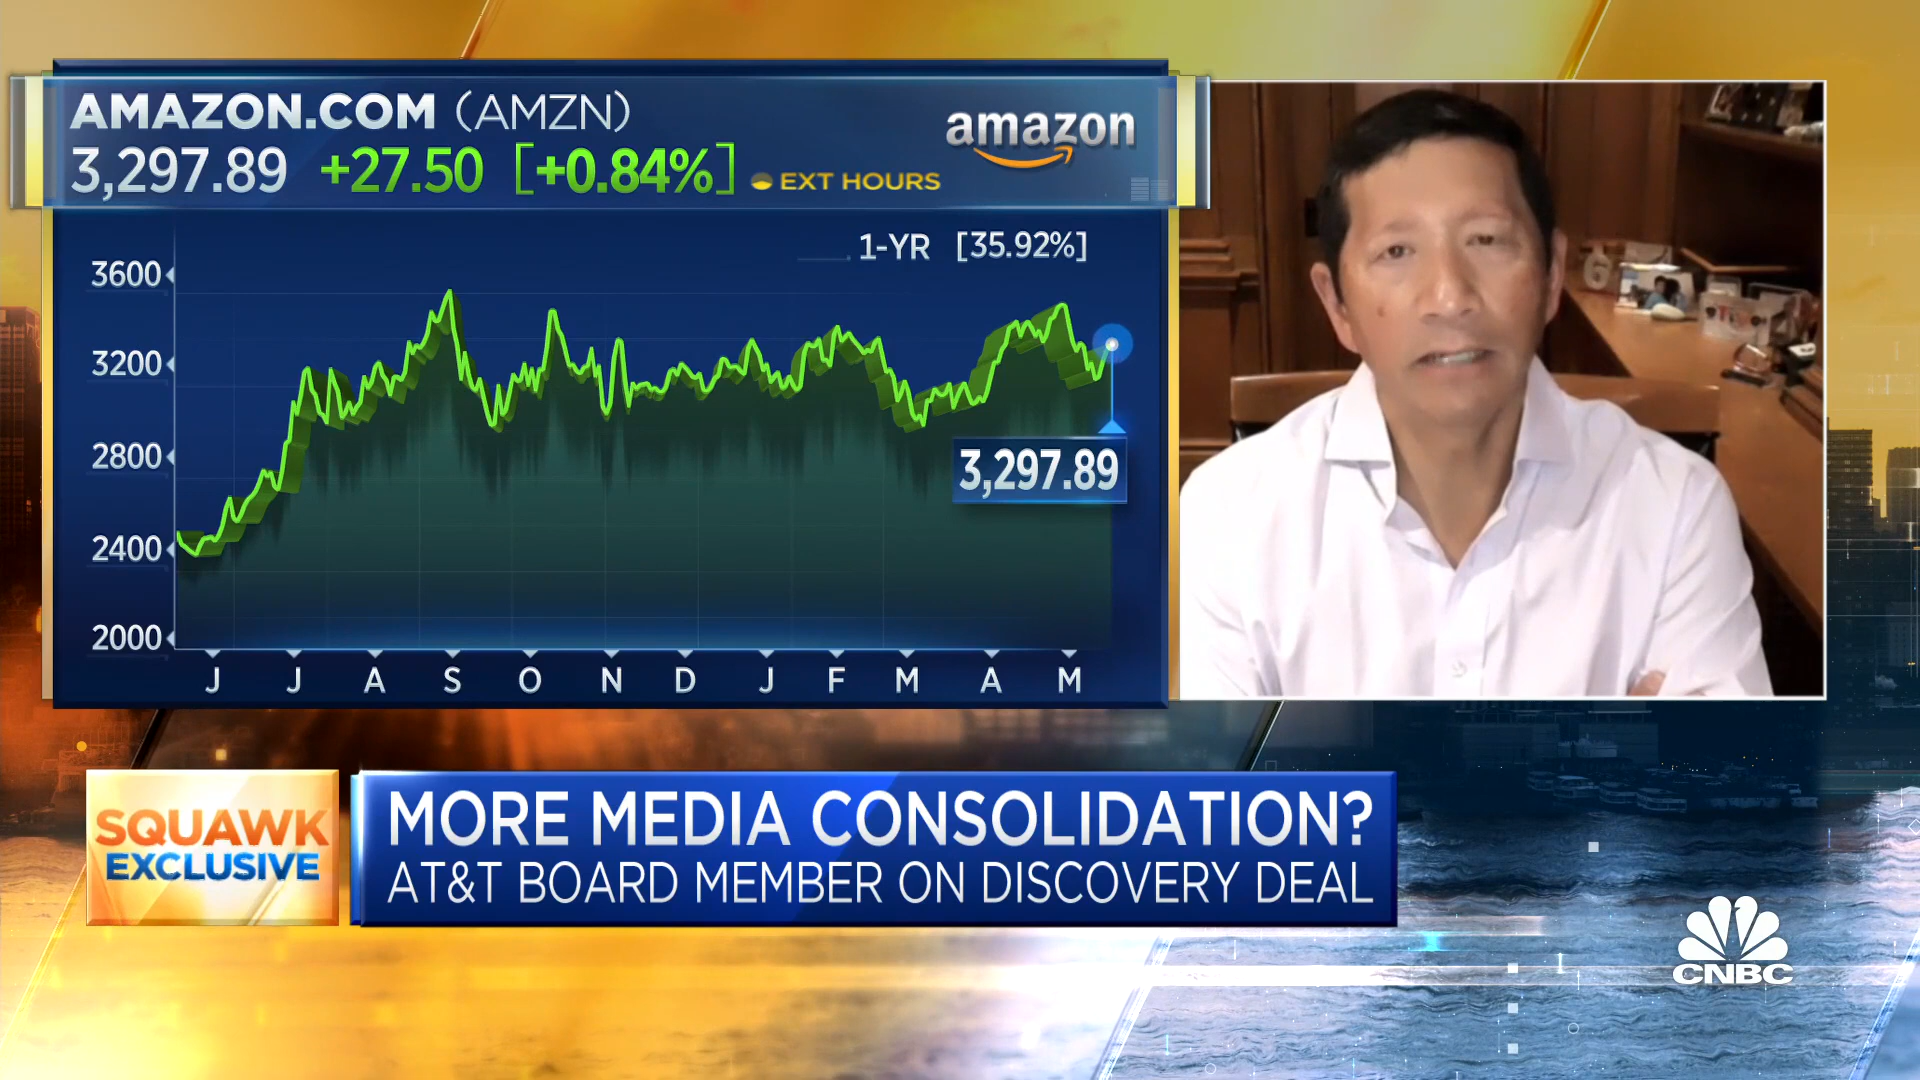 AMAZON.COM (AMZN)
3,297.89 +27.50 [+0.84%] EXT HOURS
amazon
1-YR [35.92%]
3600
3200
2800
2400
2000
3,297.89
J J A S O N D J F M A M
6
SQUAWK
EXCLUSIVE
MORE MEDIA CONSOLIDATION?
AT&T BOARD MEMBER ON DISCOVERY DEAL
CNBC